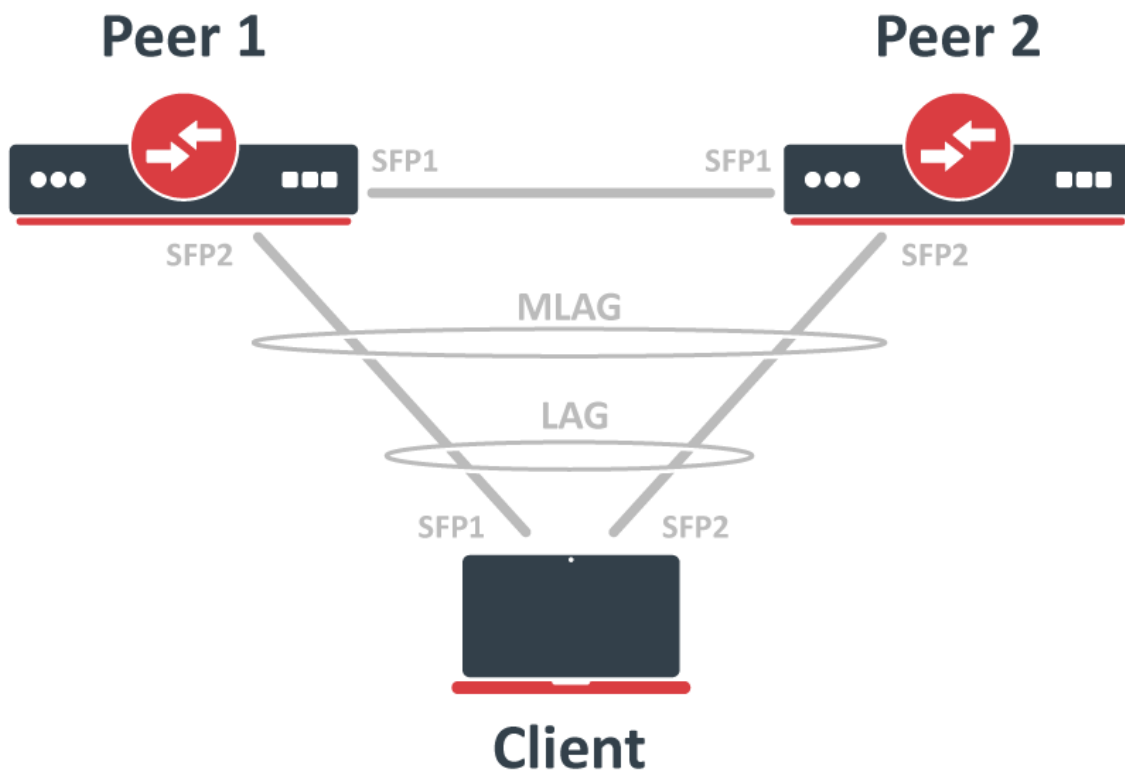 Peer 1
Peer 2
SFP1
SFP1
SFP2
SFP2
MLAG
LAG
SFP1
SFP2
Client